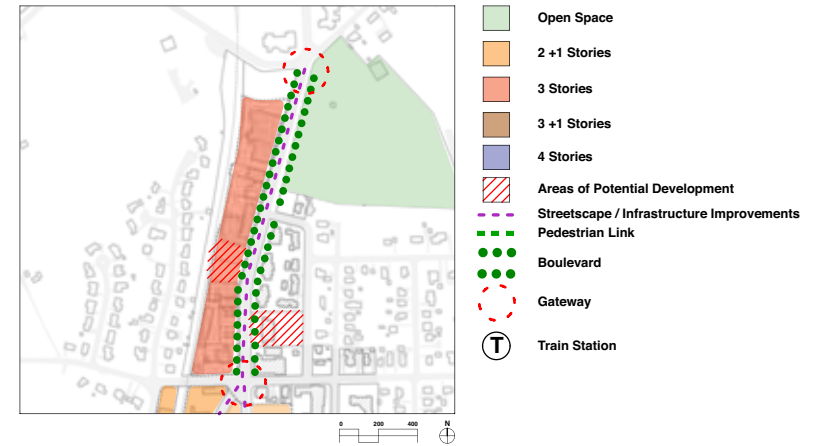 Open Space
2 +1 Stories
3 Stories
3 +1 Stories
4 Stories
Areas of Potential Development
Streetscape / Infrastructure Improvements
Pedestrian Link
Boulevard
Gateway
T Train Station
0 200 400 N